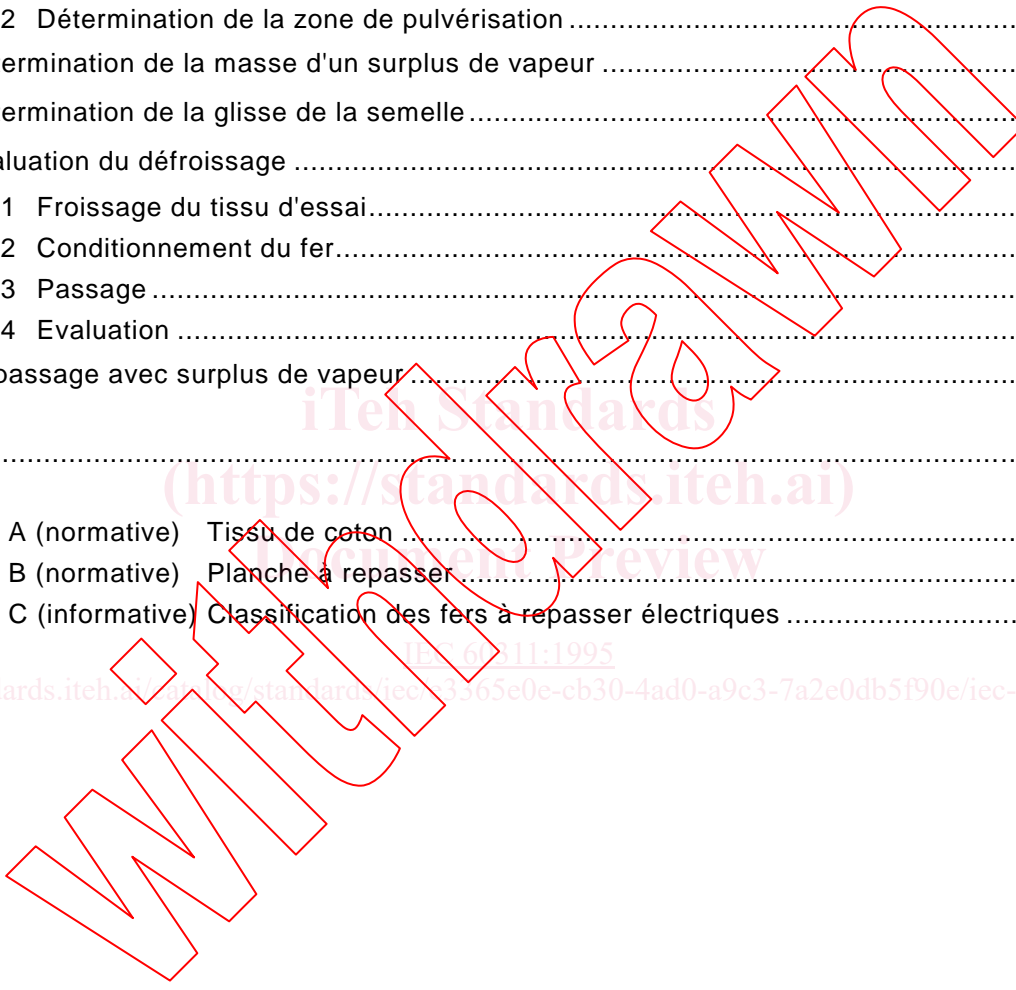 2 Détermination de la zone de pulvérisation ..............................................
ermination de la masse d'un surplus de vapeur ..........................................
ermination de la glisse de la semelle.......................................................
aluation du défroissage .........................................................................
1 Froissage du tissu d'essai..................................................................
2 Conditionnement du fer.....................................................................
3 Passage .....................................................................................
4 Evaluation ..................................................................................
passage avec surplus de vapeur..............................................................
iTeh Standards
......................................................................................................
(https://standards.iteh.ai)
A (normative) Tissu de coton ..............................................................
Document Preview
B (normative) Planche à repasser ........................................................
C (informative) Classification des fers à repasser électriques ............................
IEC 60311:1995
dards.iteh.ai/catalog/standards/iec/e3365e0e-cb30-4ad0-a9c3-7a2e0db5f90e/iec-
withdrawn